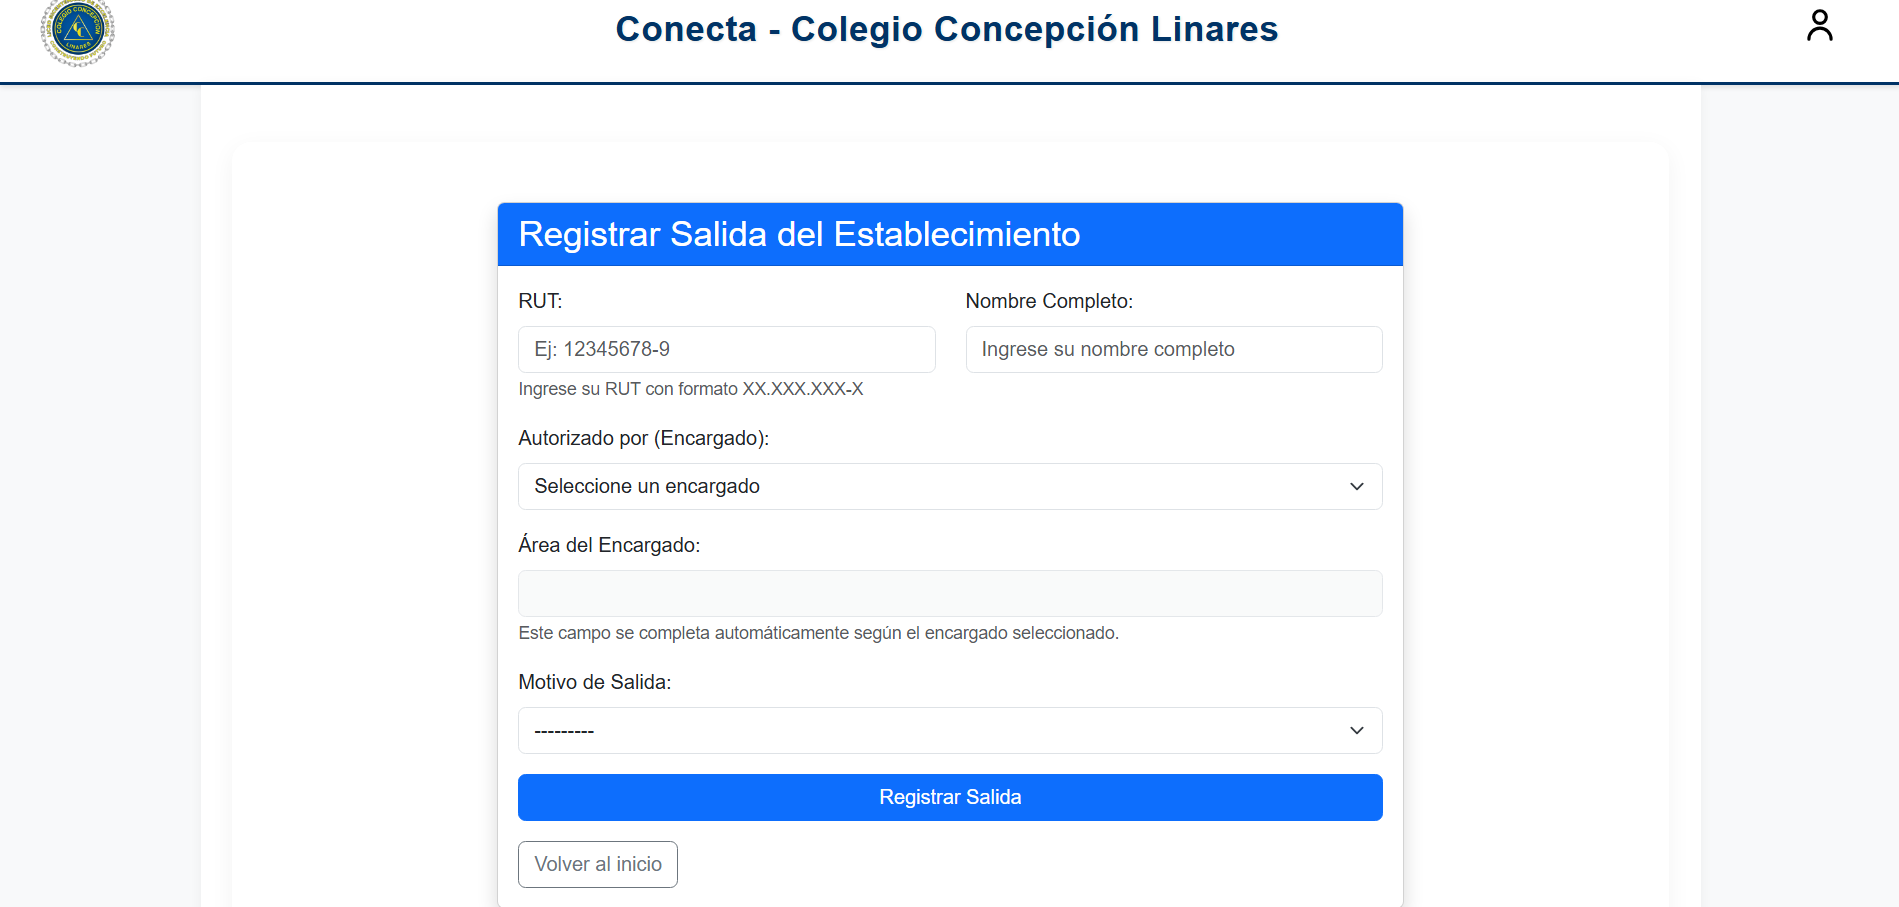 COLEGIO CONCEPCIÓN
LINARES
Conecta - Colegio Concepción Linares
Registrar Salida del Establecimiento
RUT:
Nombre Completo:
Ej: 12345678-9
Ingrese su nombre completo
Ingrese su RUT con formato XX.XXX.XXX-X
Autorizado por (Encargado):
Seleccione un encargado
Área del Encargado:
Este campo se completa automáticamente según el encargado seleccionado.
Motivo de Salida:
---------
Registrar Salida
Volver al inicio